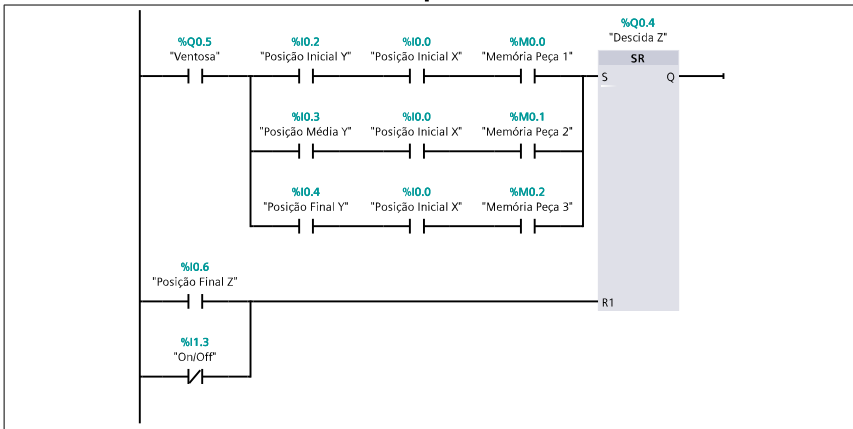 %Q0.4
"Descida Z"
%Q0.5 %I0.2 %I0.0 %M0.0
"Ventosa" "Posição Inicial Y" "Posição Inicial X" "Memória Peça 1"
SR
S Q
%I0.3 %I0.0 %M0.1
"Posição Média Y" "Posição Inicial X" "Memória Peça 2"
%I0.4 %I0.0 %M0.2
"Posição Final Y" "Posição Inicial X" "Memória Peça 3"
%I0.6
"Posição Final Z"
R1
%I1.3
"On/Off"